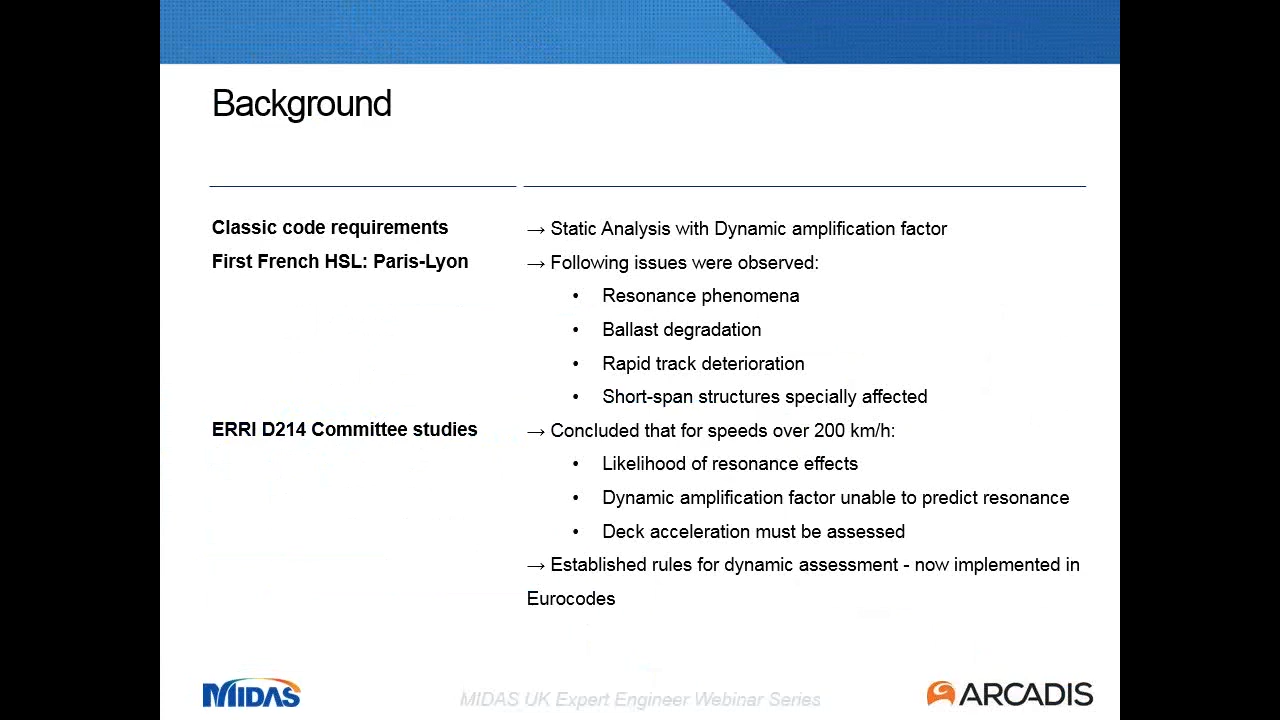 Background
Classic code requirements → Static Analysis with Dynamic amplification factor
First French HSL: Paris-Lyon → Following issues were observed:
• Resonance phenomena
• Ballast degradation
• Rapid track deterioration
• Short-span structures specially affected
ERRI D214 Committee studies → Concluded that for speeds over 200 km/h:
• Likelihood of resonance effects
• Dynamic amplification factor unable to predict resonance
• Deck acceleration must be assessed
→ Established rules for dynamic assessment - now implemented in
Eurocodes
MIDAS MIDAS UK Expert Engineer Webinar Series ARCADIS